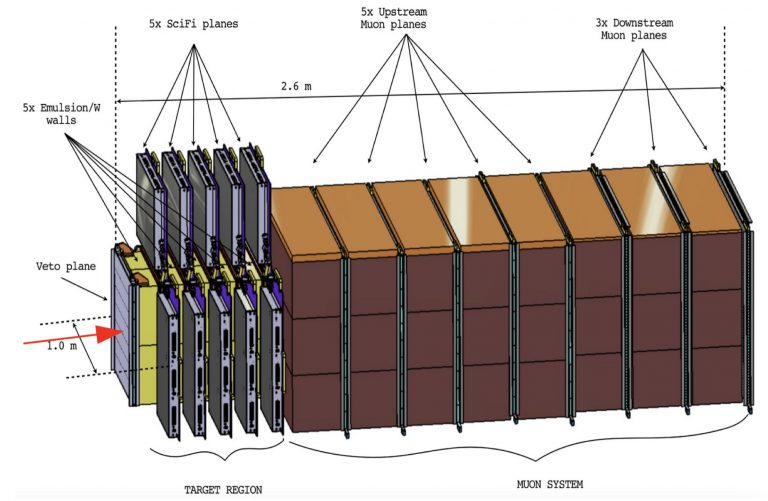 5x SciFi planes
5x Upstream
Muon planes
3x Downstream
Muon planes
2.6 m
5x Emulsion/W
walls
Veto plane
1.0 m
TARGET REGION
MUON SYSTEM